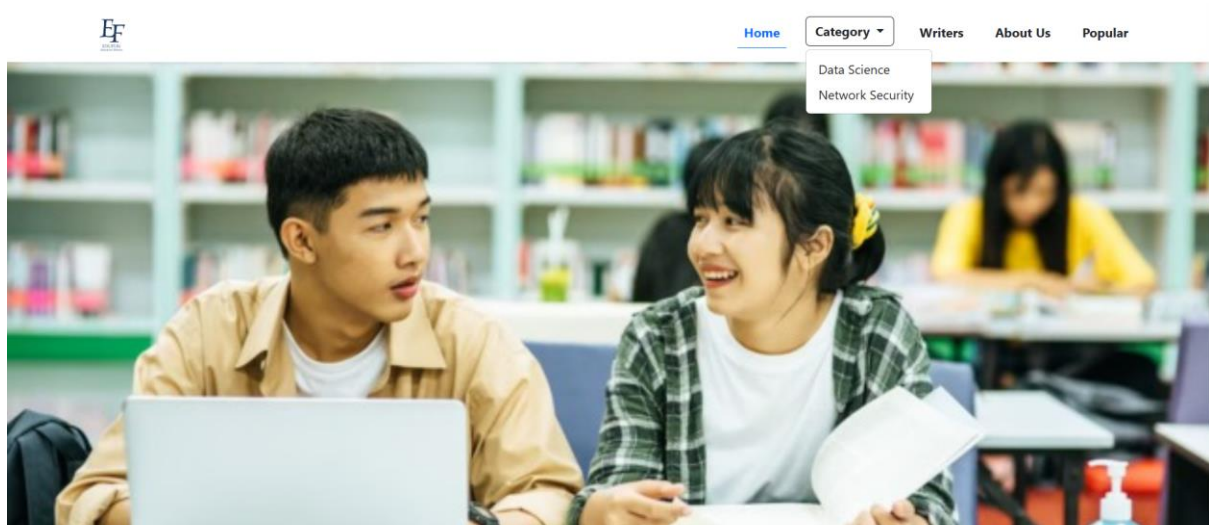 EF
Home
Category
Writers
About Us
Popular
Data Science
Network Security